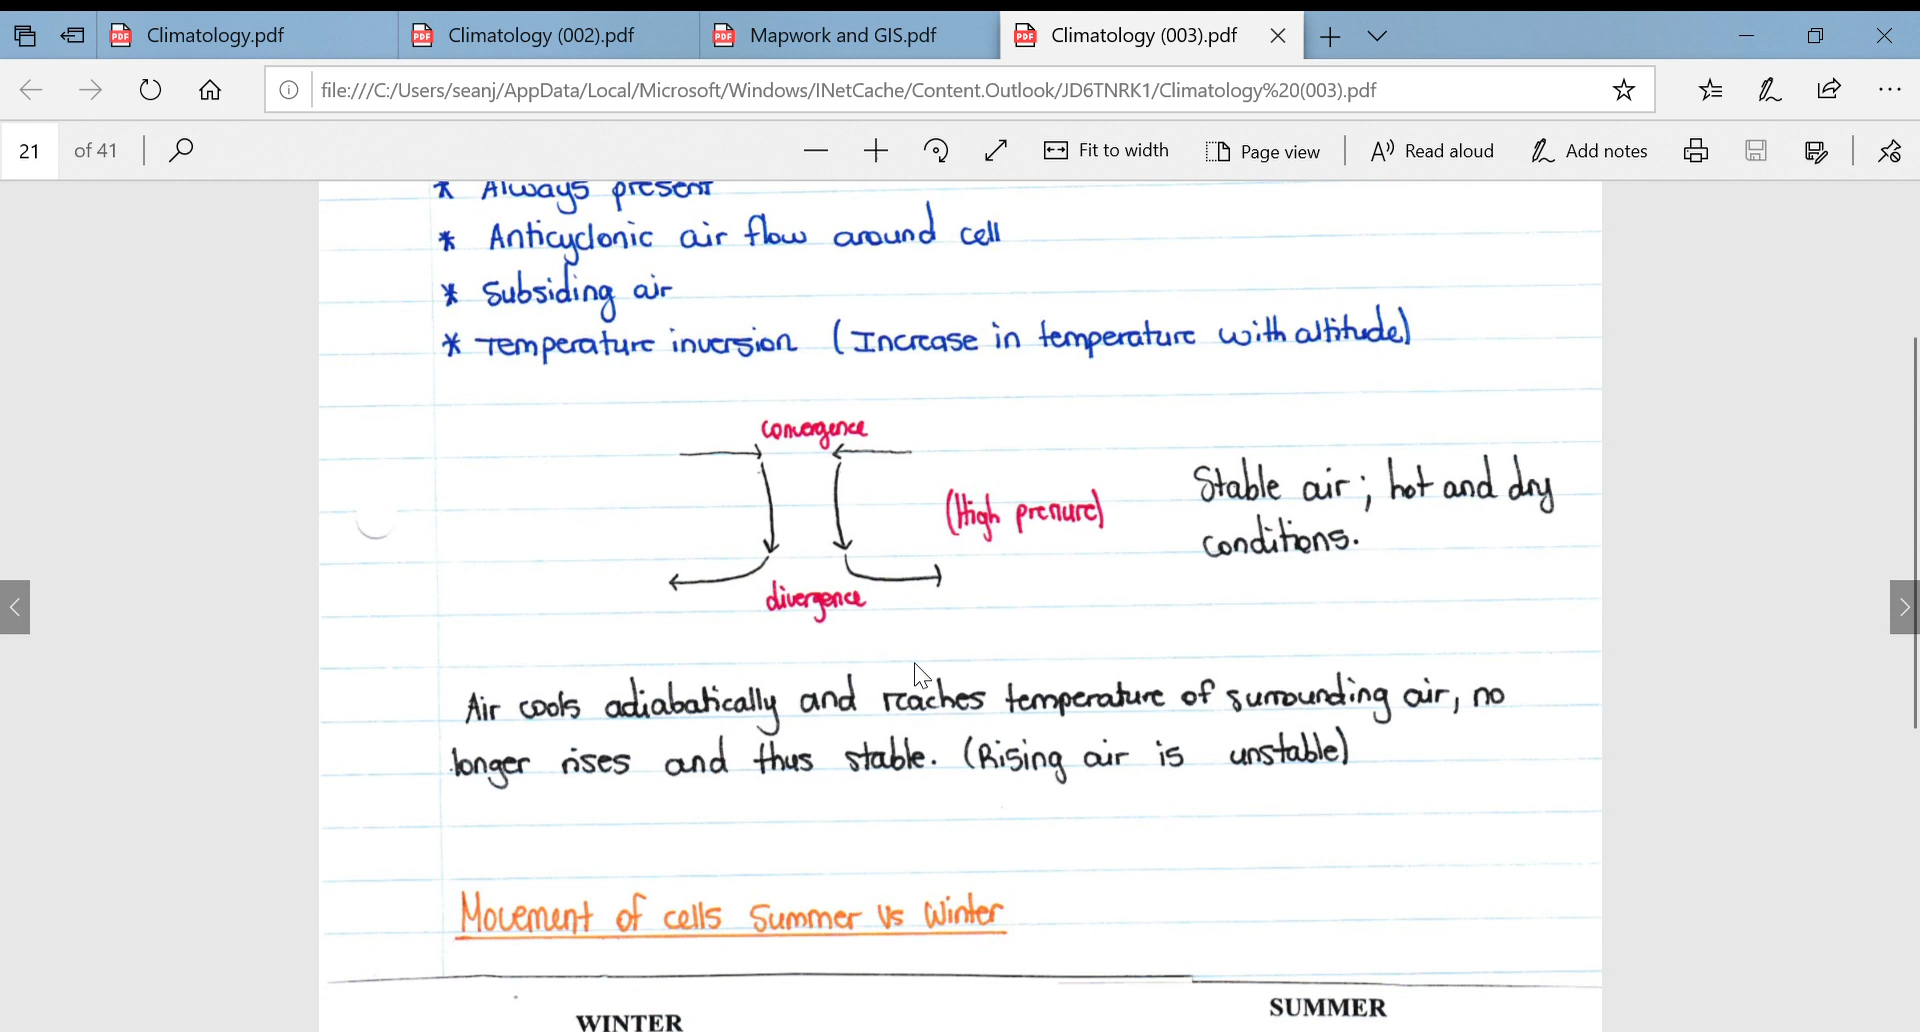 Climatology.pdf
Climatology (002).pdf
Mapwork and GIS.pdf
Climatology (003).pdf
file:///C:/Users/seanj/AppData/Local/Microsoft/Windows/INetCache/Content.Outlook/JD6TNRK1/Climatology%20(003).pdf
21 of 41
Fit to width
Page view
Read aloud
Add notes
* Always present
* Anticyclonic air flow around cell
* Subsiding air
* Temperature inversion (Increase in temperature with altitude)
convergence
(High pressure)
Stable air; hot and dry
conditions.
divergence
Air cools adiabatically and reaches temperature of surrounding air, no
longer rises and thus stable. (Rising air is unstable)
Movement of cells Summer Vs Winter
WINTER
SUMMER